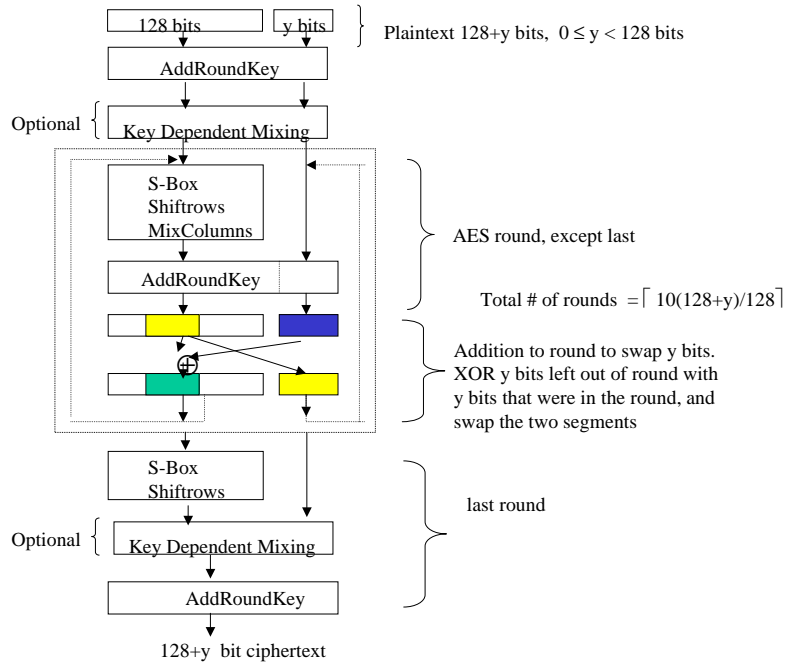 128 bits
y bits
Plaintext 128+y bits, 0 ≤ y < 128 bits
AddRoundKey
Optional
Key Dependent Mixing
S-Box
Shiftrows
MixColumns
AES round, except last
AddRoundKey
Total # of rounds =⌈ 10(128+y)/128⌉
Addition to round to swap y bits.
XOR y bits left out of round with
y bits that were in the round, and
swap the two segments
S-Box
Shiftrows
last round
Optional
Key Dependent Mixing
AddRoundKey
128+y bit ciphertext